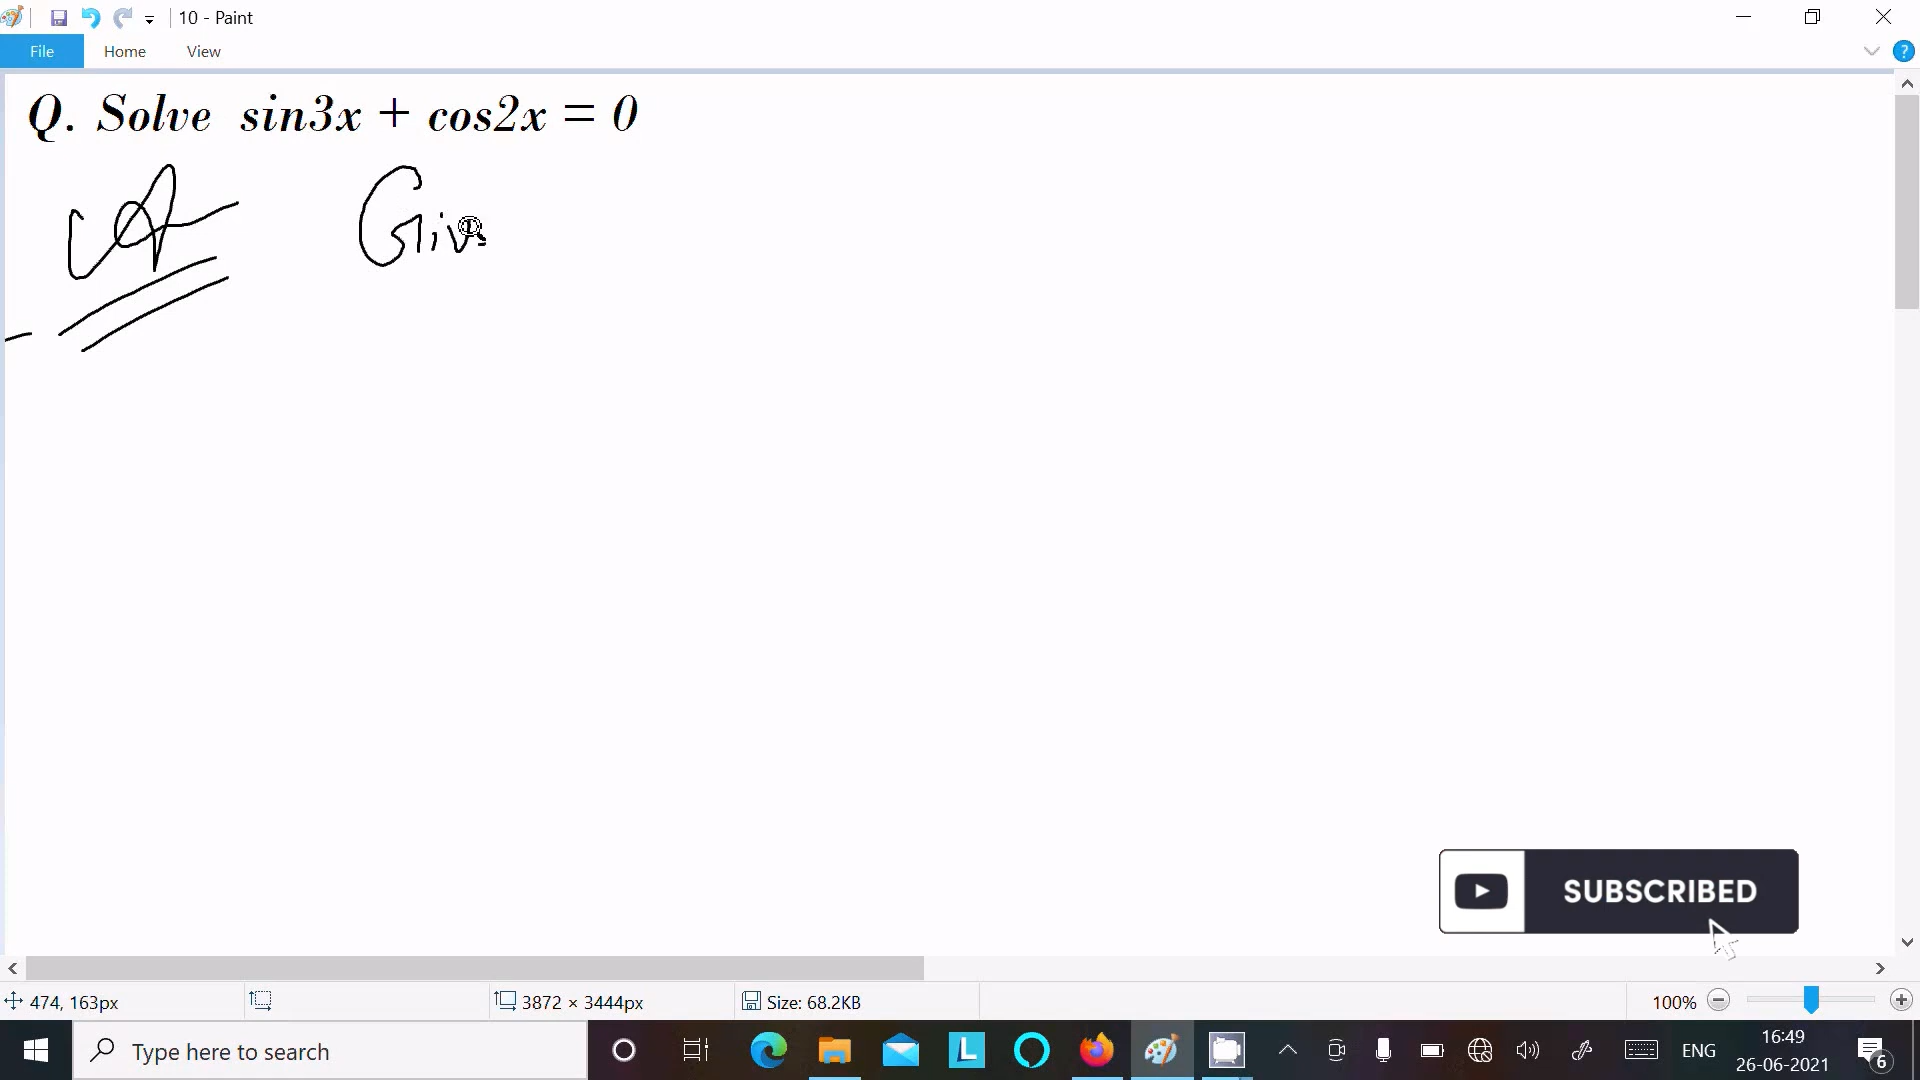 10 - Paint
File Home View
Q. Solve sin3x + cos2x = 0
Giv
SUBSCRIBED
474, 163px 3872 × 3444px Size: 68.2KB 100%
Type here to search L ENG 16:49
26-06-2021 6